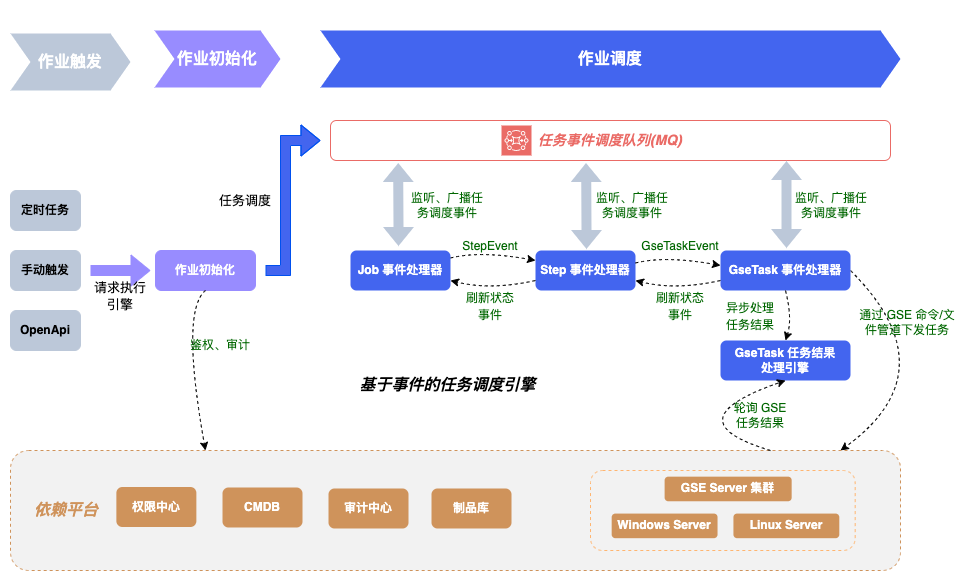 作业触发
作业初始化
作业调度
任务事件调度队列(MQ)
任务调度
监听、广播任
务调度事件
监听、广播任
务调度事件
监听、广播任
务调度事件
定时任务
手动触发
OpenApi
请求执行
引擎
作业初始化
Job 事件处理器
StepEvent
刷新状态
事件
Step 事件处理器
GseTaskEvent
刷新状态
事件
GseTask 事件处理器
异步处理
任务结果
通过 GSE 命令/文
件管道下发任务
鉴权、审计
GseTask 任务结果
处理引擎
基于事件的任务调度引擎
轮询 GSE
任务结果
依赖平台
权限中心
CMDB
审计中心
制品库
GSE Server 集群
Windows Server
Linux Server